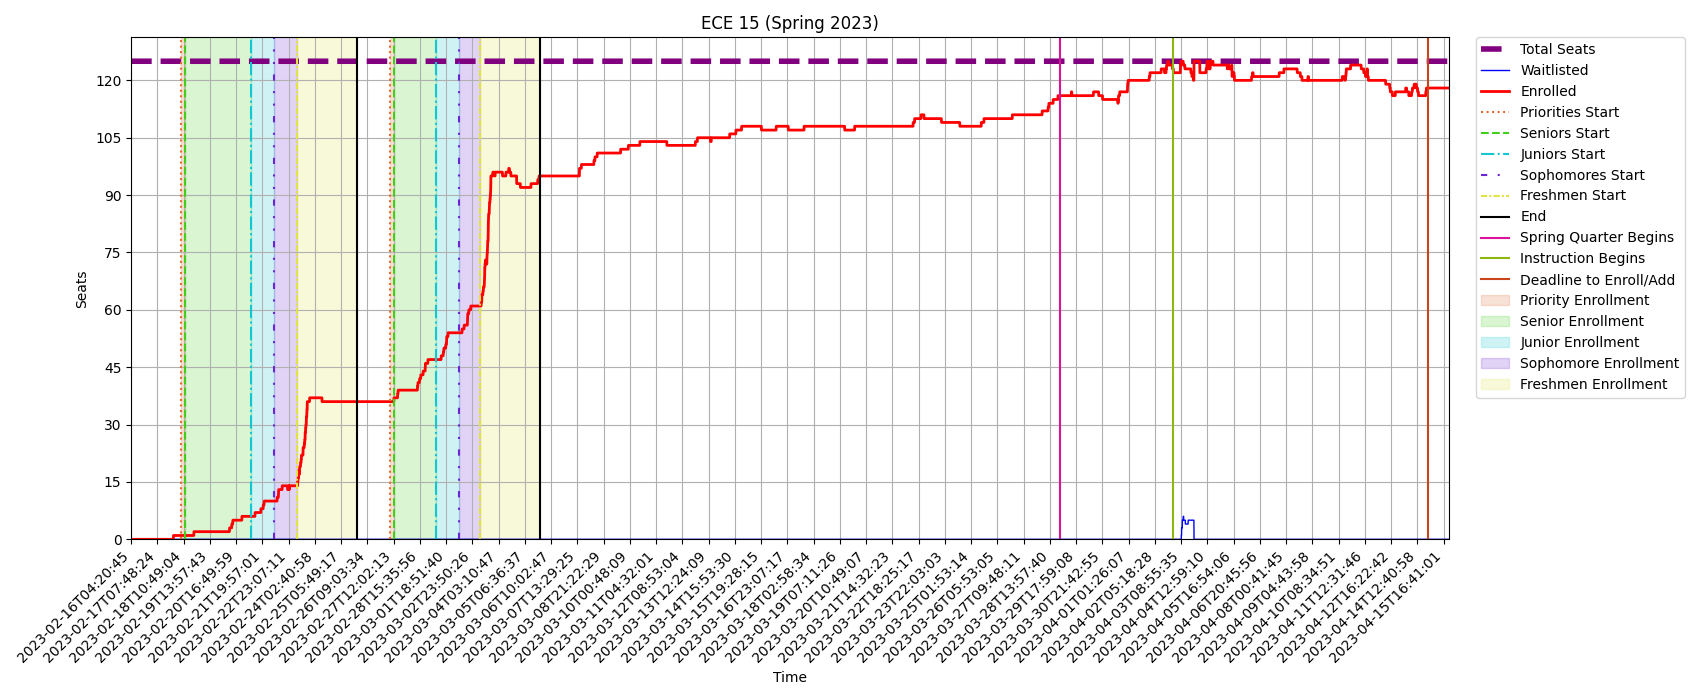 ECE 15 (Spring 2023)
Seats
120
105
90
75
60
45
30
15
0
2023-02-16T04:20:45
2023-02-17T07:48:24
2023-02-18T10:49:04
2023-02-19T13:57:43
2023-02-20T16:49:59
2023-02-21T19:57:01
2023-02-22T23:07:11
2023-02-24T02:40:58
2023-02-25T05:49:17
2023-02-26T09:03:34
2023-02-27T12:02:13
2023-02-28T15:35:56
2023-03-01T18:51:40
2023-03-02T23:50:26
2023-03-04T03:10:47
2023-03-05T06:36:37
2023-03-06T10:02:47
2023-03-07T13:29:25
2023-03-08T21:22:29
2023-03-10T00:48:09
2023-03-11T04:32:01
2023-03-12T08:53:04
2023-03-13T12:24:09
2023-03-14T15:53:30
2023-03-15T19:28:15
2023-03-16T23:07:17
2023-03-18T02:58:34
2023-03-19T07:11:26
2023-03-20T10:49:07
2023-03-21T14:32:23
2023-03-22T18:25:17
2023-03-23T22:03:03
2023-03-25T01:53:14
2023-03-26T05:53:05
2023-03-27T09:48:11
2023-03-28T13:57:40
2023-03-29T17:59:08
2023-03-30T21:42:55
2023-04-01T01:26:07
2023-04-02T05:18:28
2023-04-03T08:55:35
2023-04-04T12:59:10
2023-04-05T16:54:06
2023-04-06T20:45:56
2023-04-08T00:41:45
2023-04-09T04:43:58
2023-04-10T08:34:51
2023-04-11T12:31:46
2023-04-12T16:22:42
2023-04-14T12:40:58
2023-04-15T16:41:01
Time
Total Seats
Waitlisted
Enrolled
Priorities Start
Seniors Start
Juniors Start
Sophomores Start
Freshmen Start
End
Spring Quarter Begins
Instruction Begins
Deadline to Enroll/Add
Priority Enrollment
Senior Enrollment
Junior Enrollment
Sophomore Enrollment
Freshmen Enrollment